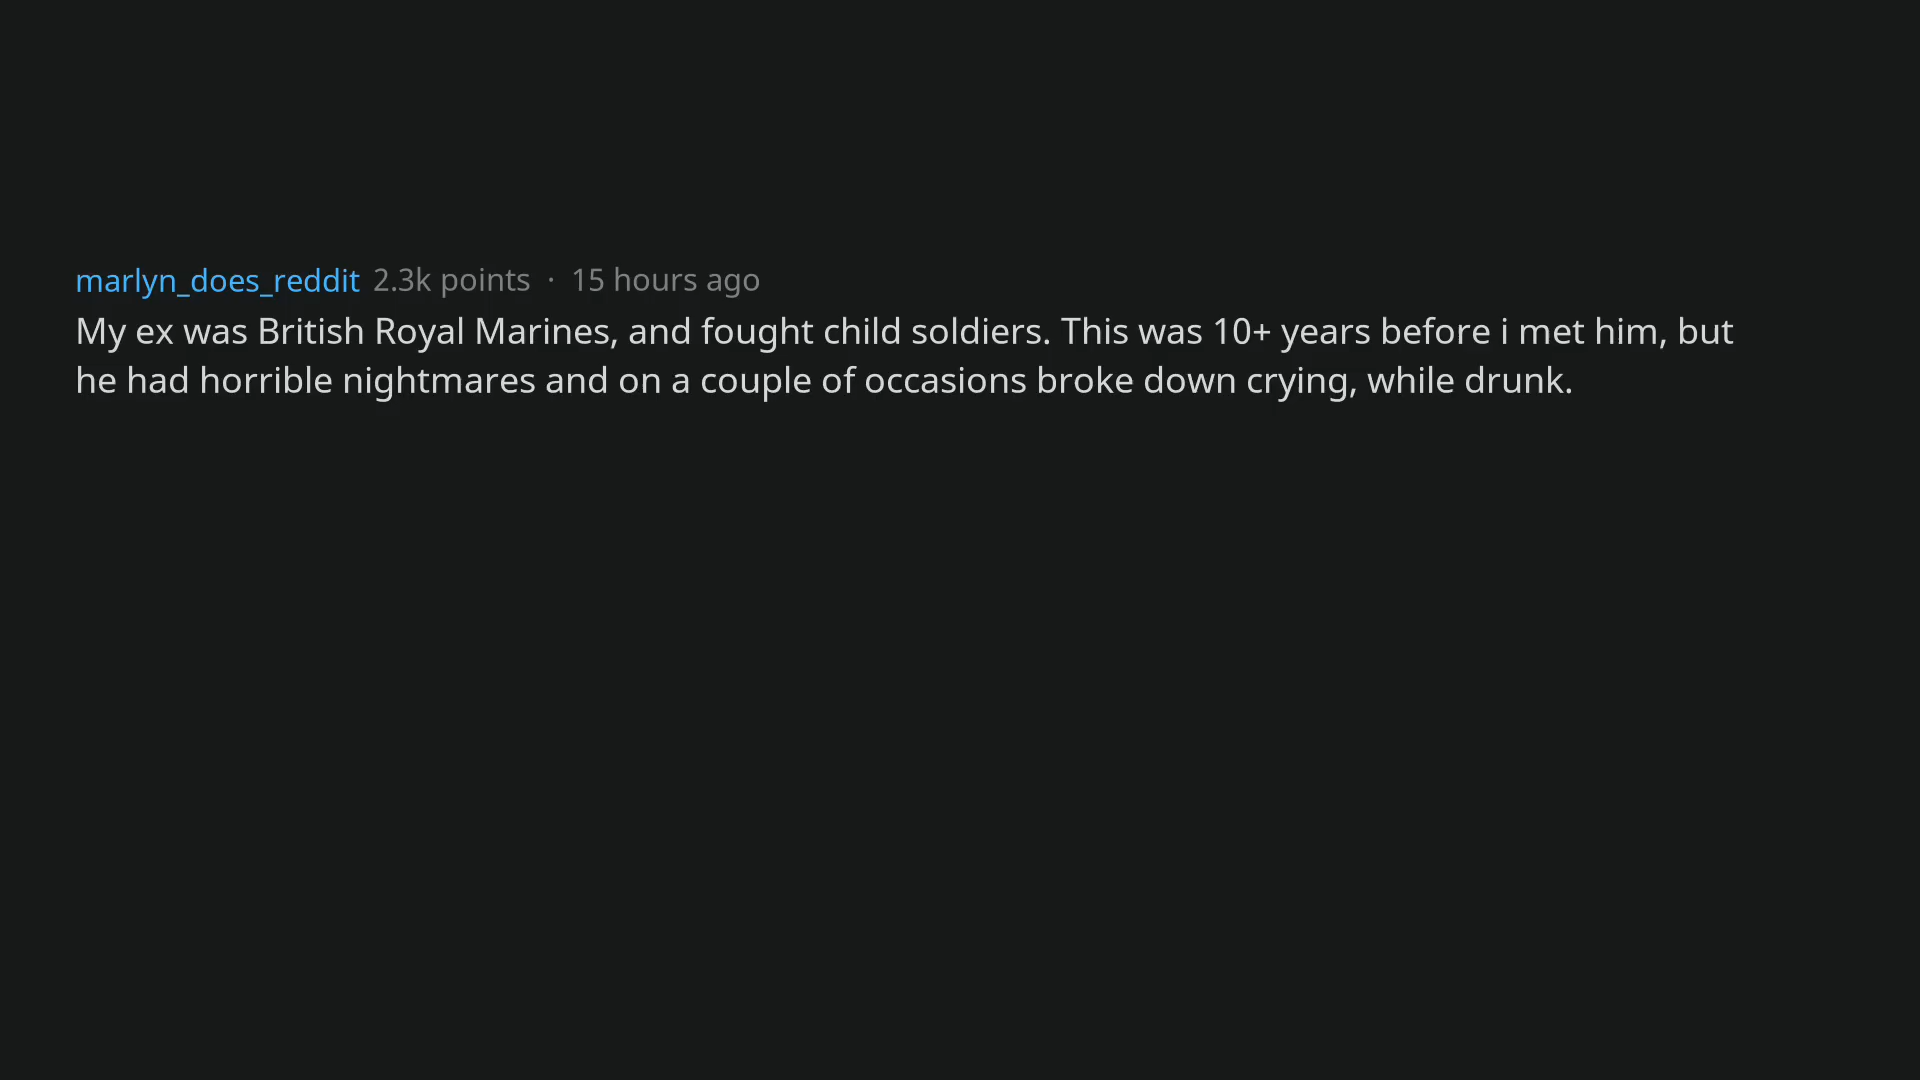 marlyn_does_reddit 2.3k points · 15 hours ago
My ex was British Royal Marines, and fought child soldiers. This was 10+ years before i met him, but
he had horrible nightmares and on a couple of occasions broke down crying, while drunk.